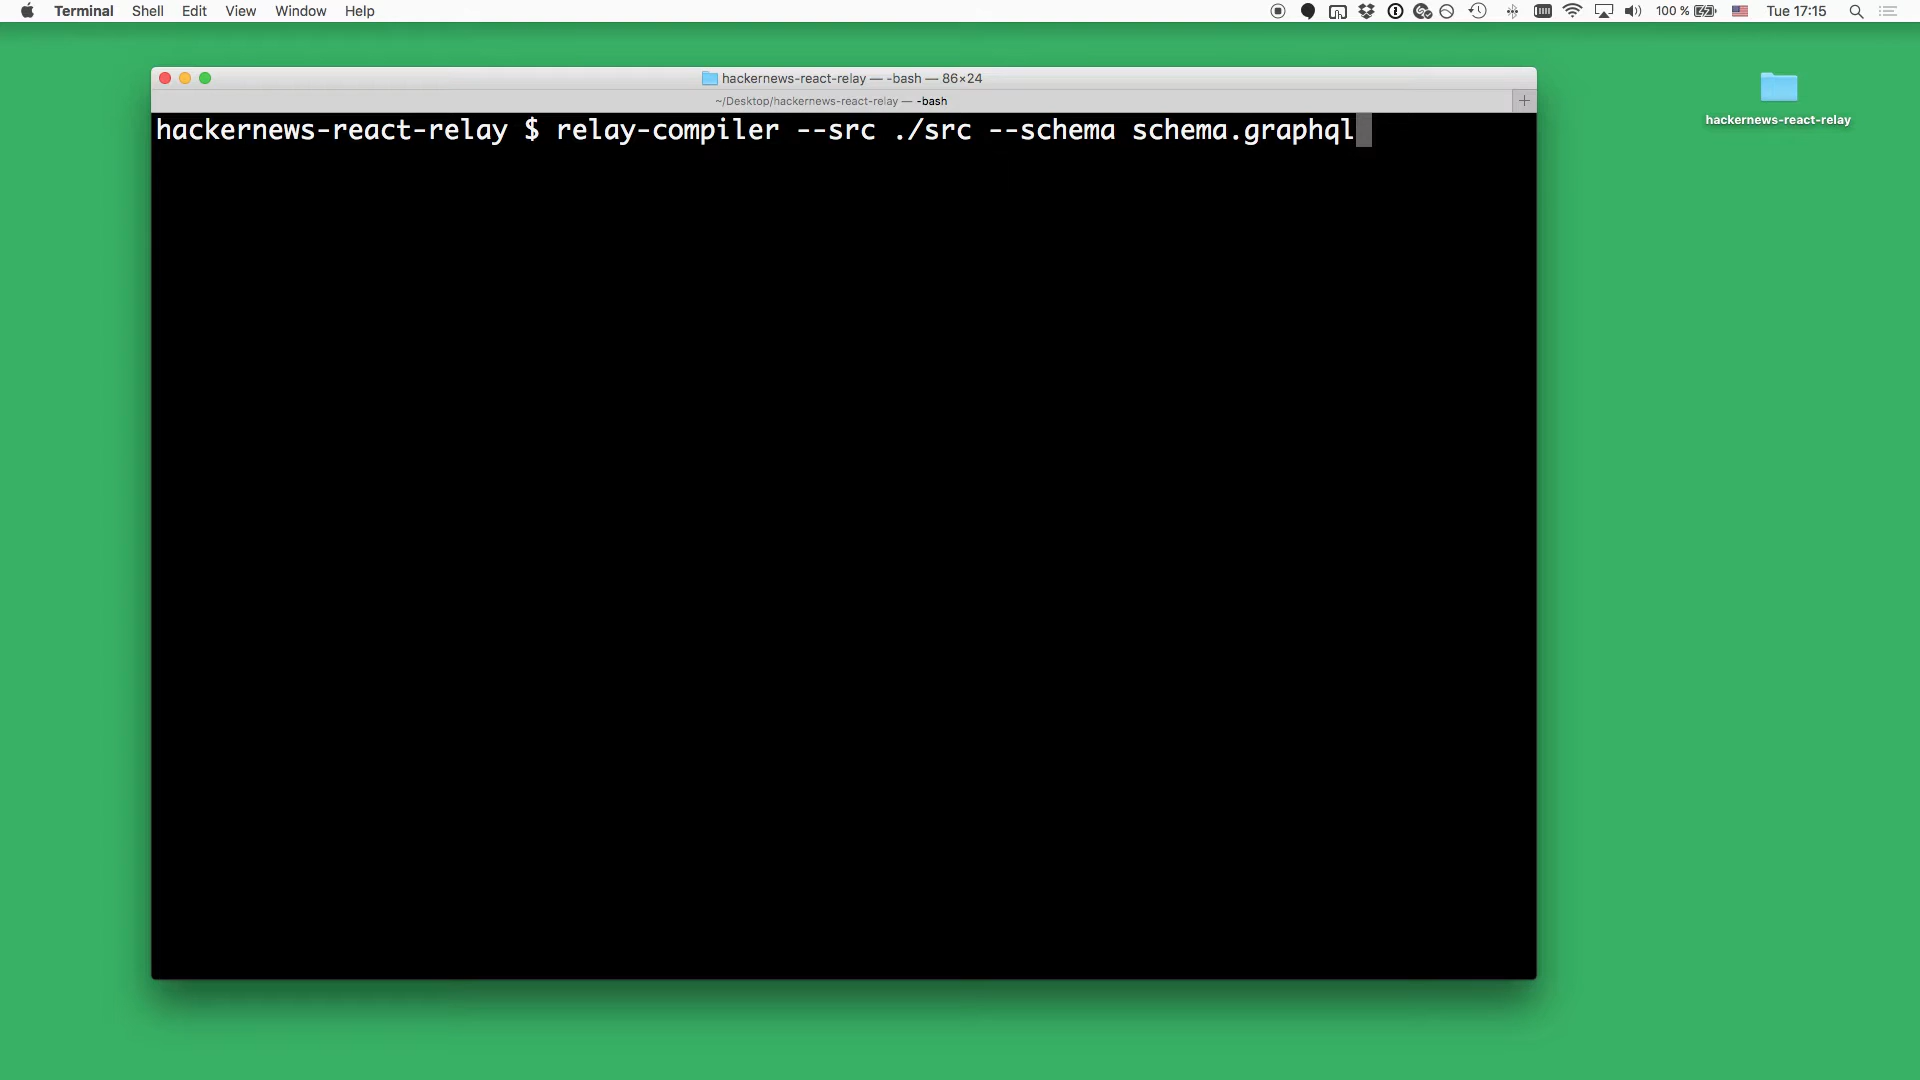 Terminal Shell Edit View Window Help 100 % Tue 17:15
hackernews-react-relay — -bash — 86×24
~/Desktop/hackernews-react-relay — -bash
hackernews-react-relay $ relay-compiler --src ./src --schema schema.graphql
hackernews-react-relay